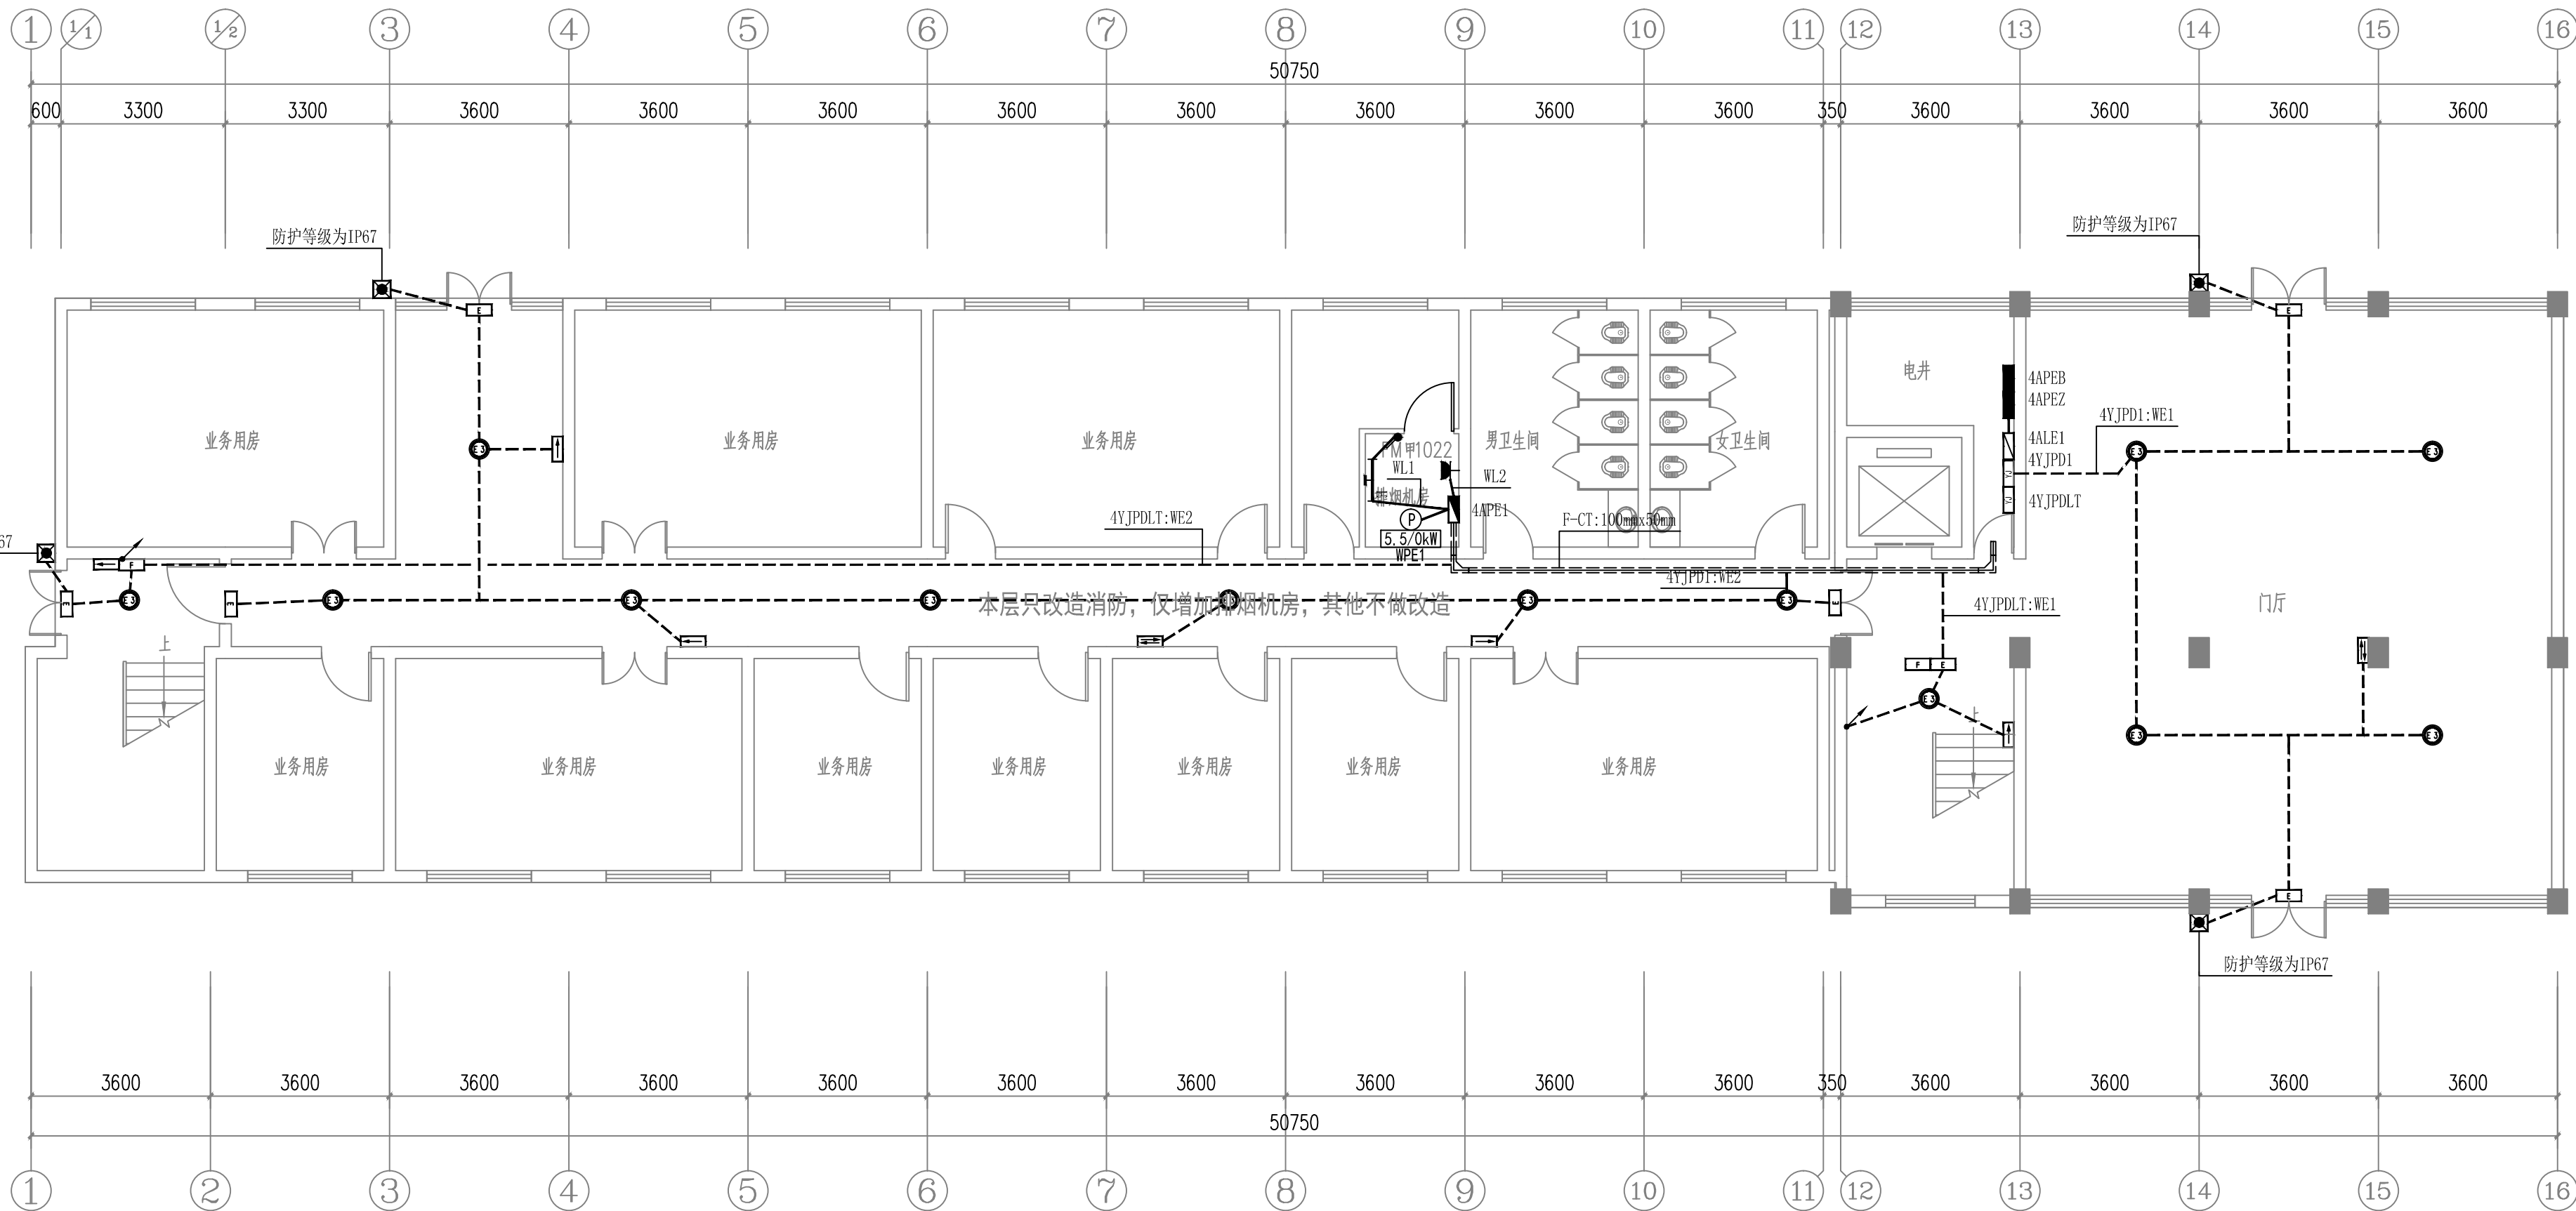 1 1/1 1/2 3 4 5 6 7 8 9 10 11 12 13 14 15 16
50750
600 3300 3300 3600 3600 3600 3600 3600 3600 3600 3600 350 3600 3600 3600 3600
防护等级为IP67
防护等级为IP67
电井
4APEB
4APEZ
4YJPD1:WE1
业务用房
业务用房
业务用房
FM甲1022
男卫生间
女卫生间
4ALE1
4YJPD1
WL1
WL2
排烟机房
4YJPDLT
4APE1
P
4YJPDLT:WE2
F-CT:100mmx50mm
5.5/0kW
WPE1
67
4YJPD1:WE2
本层只改造消防，仅增加排烟机房，其他不做改造
4YJPDLT:WE1
门厅
上
上
业务用房 业务用房 业务用房 业务用房 业务用房 业务用房 业务用房
防护等级为IP67
3600 3600 3600 3600 3600 3600 3600 3600 3600 3600 350 3600 3600 3600 3600
50750
1 2 3 4 5 6 7 8 9 10 11 12 13 14 15 16